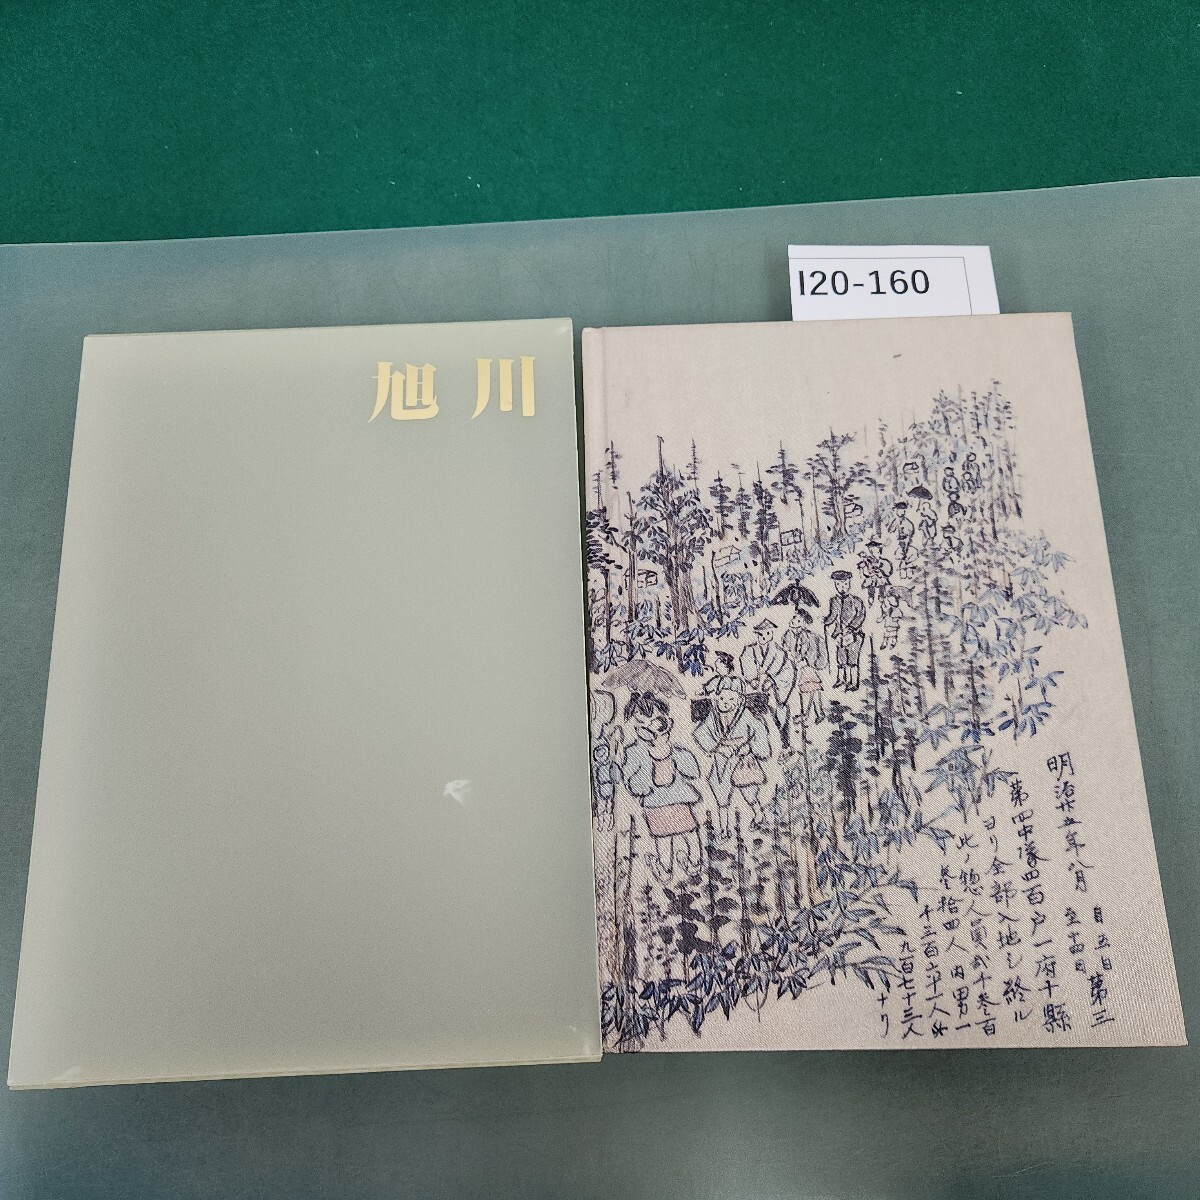 I20-160
旭川
明治廿五年八月 自五日 至十四日 第三
第四中隊四百戸一府十縣
ヨリ全部入地シ終ル
此ノ惣人員弐千参百
参拾四人 内男一
千三百六十一人 女
九百七十三人
ナリ